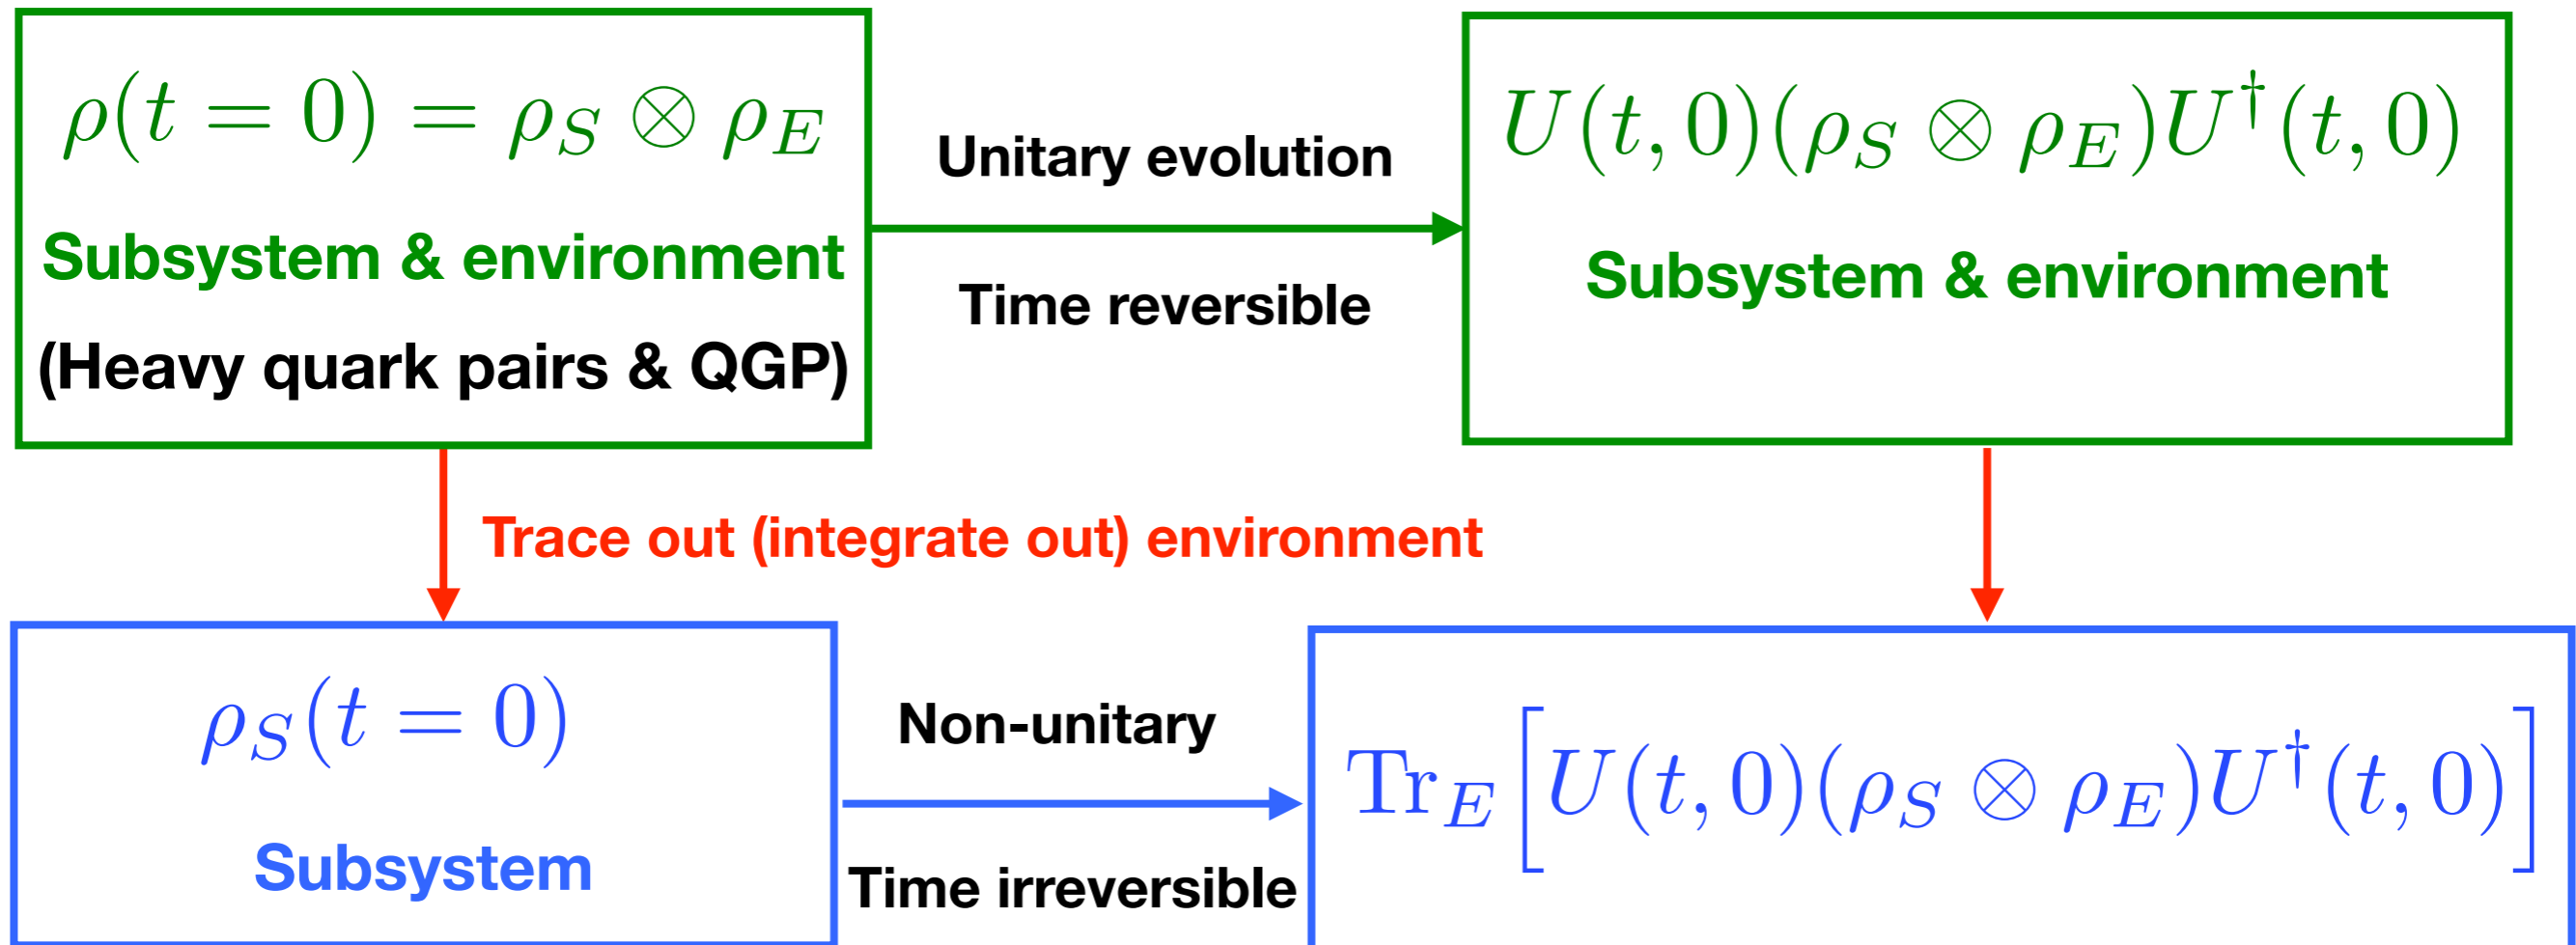 ρ(t = 0) = ρ_S ⊗ ρ_E
Subsystem & environment
(Heavy quark pairs & QGP)
Unitary evolution
Time reversible
U(t, 0)(ρ_S ⊗ ρ_E)U†(t, 0)
Subsystem & environment
Trace out (integrate out) environment
ρ_S(t = 0)
Subsystem
Non-unitary
Time irreversible
Tr_E[U(t, 0)(ρ_S ⊗ ρ_E)U†(t, 0)]